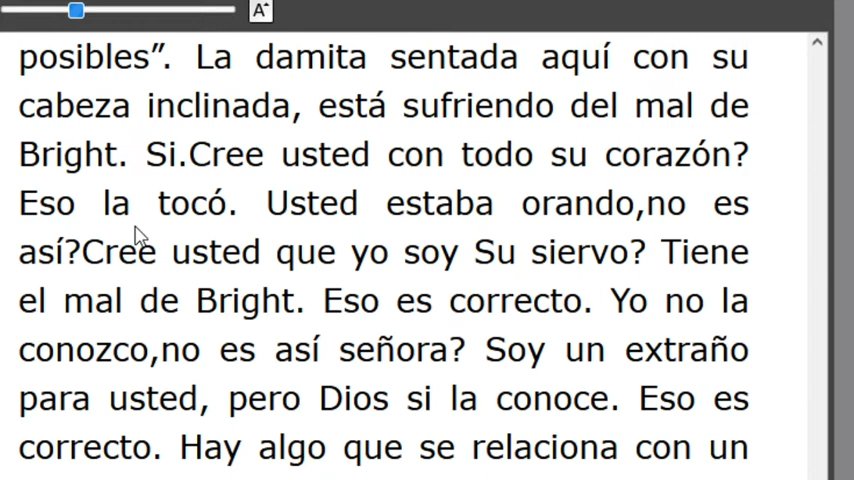 A
posibles”. La damita sentada aquí con su
cabeza inclinada, está sufriendo del mal de
Bright. Si.Cree usted con todo su corazón?
Eso la tocó. Usted estaba orando,no es
así?Cree usted que yo soy Su siervo? Tiene
el mal de Bright. Eso es correcto. Yo no la
conozco,no es así señora? Soy un extraño
para usted, pero Dios si la conoce. Eso es
correcto. Hay algo que se relaciona con un